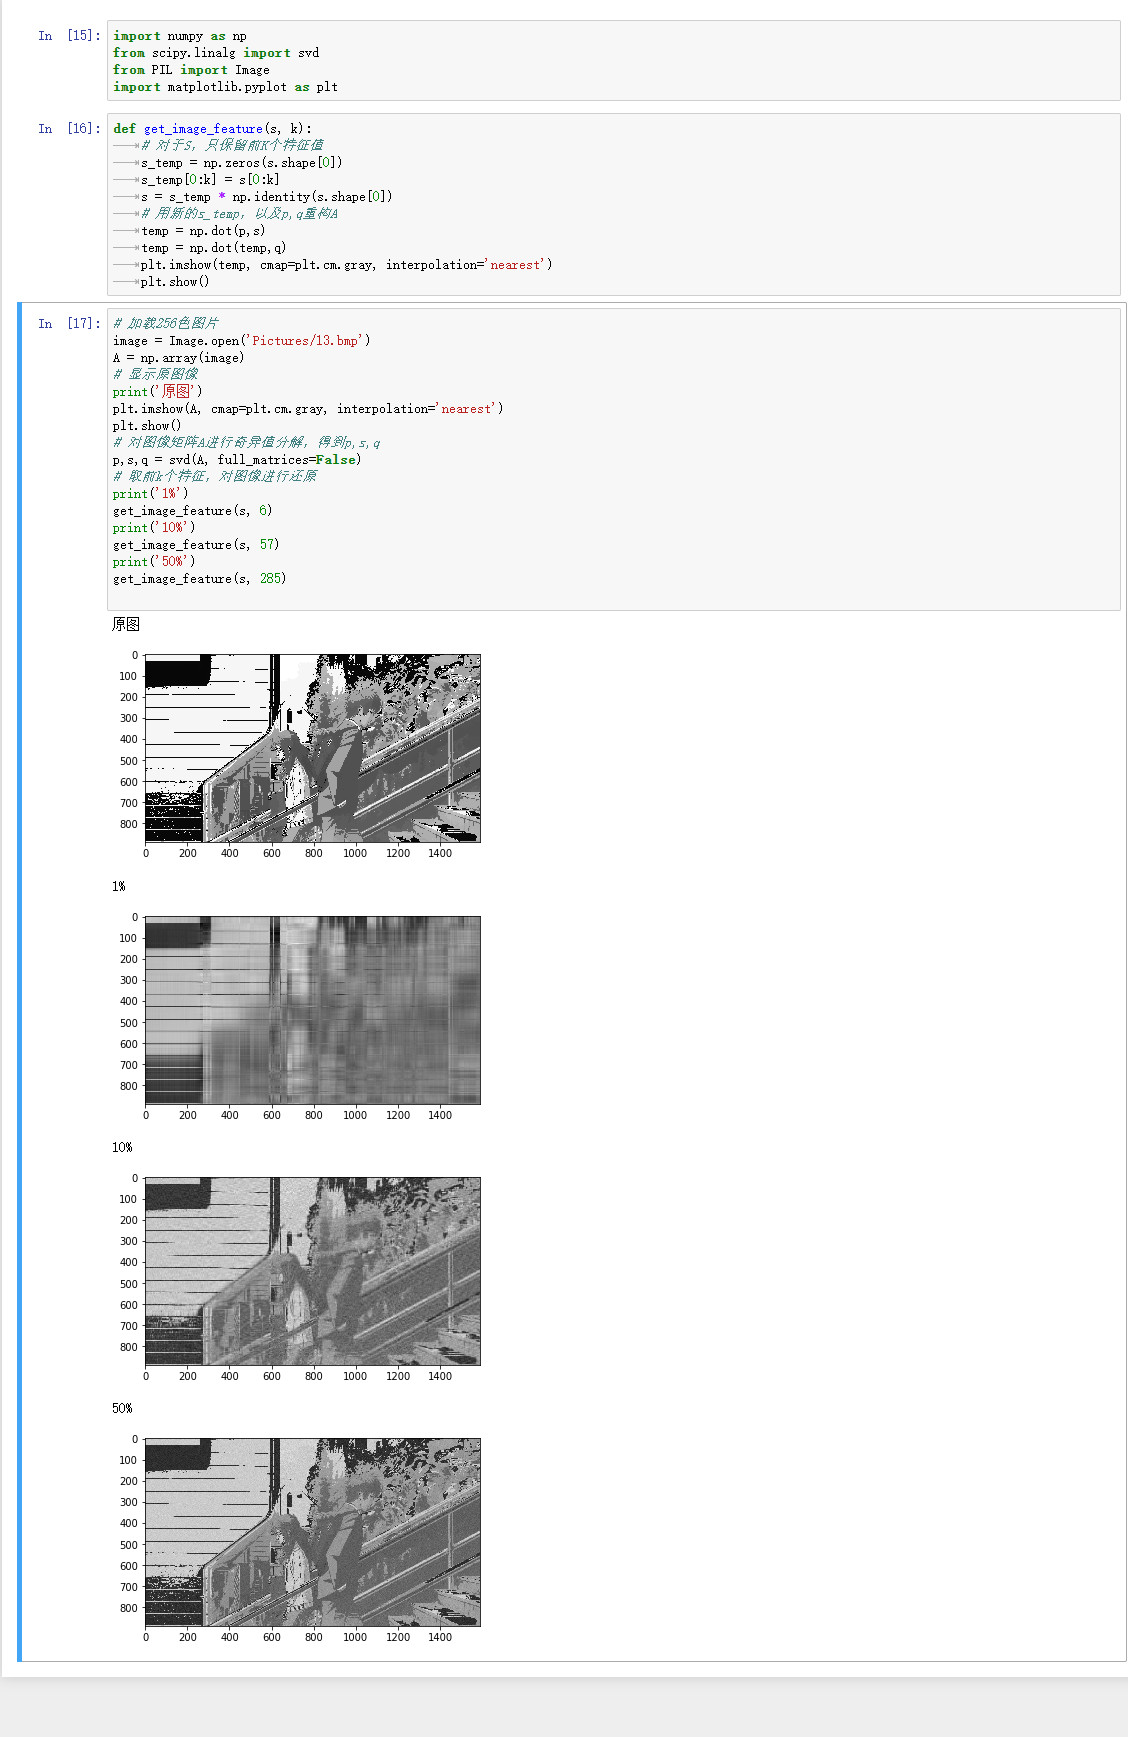 In [15]:
import numpy as np
from scipy.linalg import svd
from PIL import Image
import matplotlib.pyplot as plt
In [16]:
def get_image_feature(s, k):
# 对于S，只保留前K个特征值
s_temp = np.zeros(s.shape[0])
s_temp[0:k] = s[0:k]
s = s_temp * np.identity(s.shape[0])
# 用新的s_temp，以及p,q重构A
temp = np.dot(p,s)
temp = np.dot(temp,q)
plt.imshow(temp, cmap=plt.cm.gray, interpolation='nearest')
plt.show()
In [17]:
# 加载256色图片
image = Image.open('Pictures/13.bmp')
A = np.array(image)
# 显示原图像
print('原图')
plt.imshow(A, cmap=plt.cm.gray, interpolation='nearest')
plt.show()
# 对图像矩阵A进行奇异值分解，得到p,s,q
p,s,q = svd(A, full_matrices=False)
# 取前k个特征，对图像进行还原
print('1%')
get_image_feature(s, 6)
print('10%')
get_image_feature(s, 57)
print('50%')
get_image_feature(s, 285)
原图
0
100
200
300
400
500
600
700
800
0 200 400 600 800 1000 1200 1400
1%
0
100
200
300
400
500
600
700
800
0 200 400 600 800 1000 1200 1400
10%
0
100
200
300
400
500
600
700
800
0 200 400 600 800 1000 1200 1400
50%
0
100
200
300
400
500
600
700
800
0 200 400 600 800 1000 1200 1400